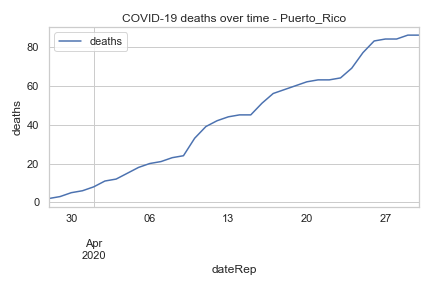 COVID-19 deaths over time - Puerto_Rico
deaths
deaths
80
60
40
20
0
30 06 13 20 27
Apr
2020
dateRep